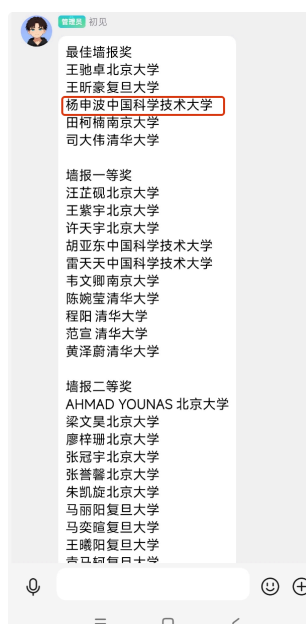 管理员 初见
最佳墙报奖
王驰卓北京大学
王昕豪复旦大学
杨申波中国科学技术大学
田柯楠南京大学
司大伟清华大学
墙报一等奖
汪芷砚北京大学
王紫宇北京大学
许天宇北京大学
胡亚东中国科学技术大学
雷天天中国科学技术大学
韦文卿南京大学
陈婉莹清华大学
程阳 清华大学
范宣 清华大学
黄泽蔚清华大学
墙报二等奖
AHMAD YOUNAS 北京大学
梁文昊北京大学
廖梓珊北京大学
张冠宇北京大学
张誉馨北京大学
朱凯旋北京大学
马丽阳复旦大学
马奕暄复旦大学
王曦阳复旦大学
袁马轲复旦大学